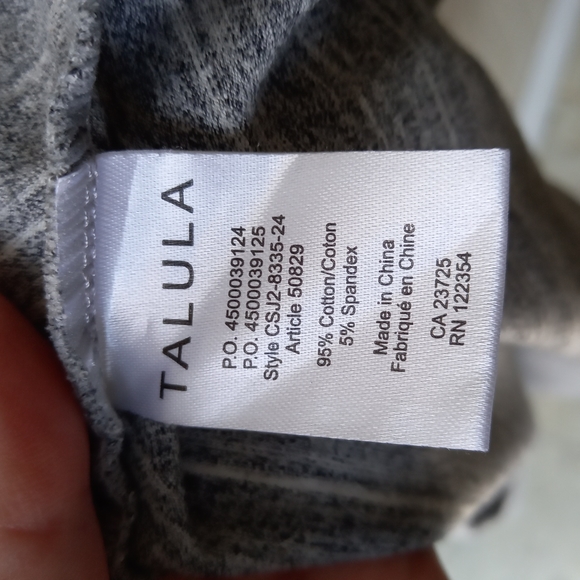 TALULA
P.O. 4500039124
P.O. 4500039125
Style CSJ2-8335-24
Article 50829
95% Cotton/Coton
5% Spandex
Made in China
Fabriqué en Chine
CA 23725
RN 122354